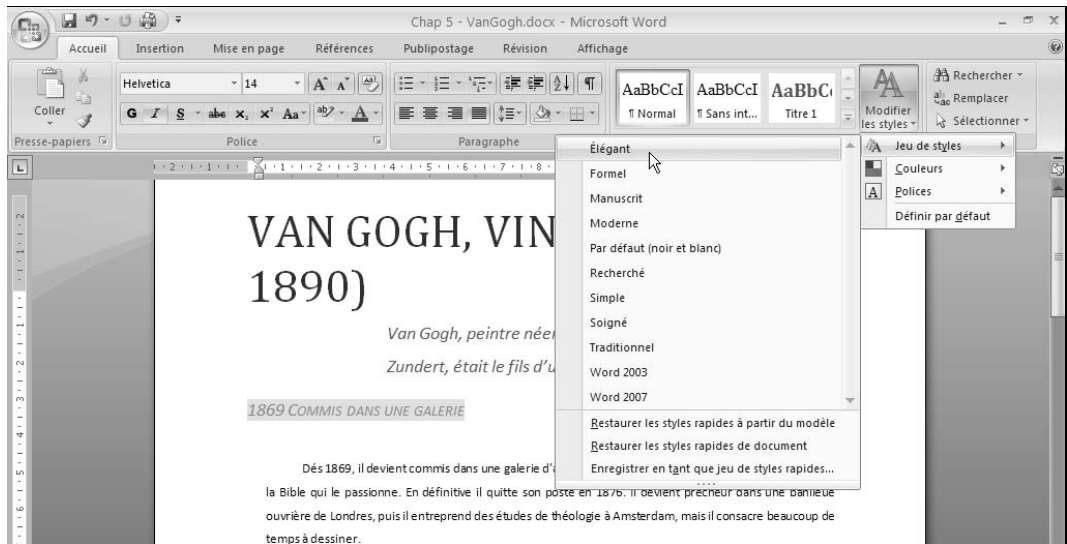 Chap 5 - VanGogh.docx - Microsoft Word
Accueil Insertion Mise en page Références Publipostage Révision Affichage
Coller
Presse-papiers
Helvetica 14
G I S abe x₂ x² Aa ab A
Police
Paragraphe
AaBbCcI AaBbCcI AaBbC
¶ Normal ¶ Sans int... Titre 1
Modifier
les styles
Rechercher
Remplacer
Sélectionner
Jeu de styles
Couleurs
Polices
Définir par défaut
Élégant
Formel
Manuscrit
Moderne
Par défaut (noir et blanc)
Recherché
Simple
Soigné
Traditionnel
Word 2003
Word 2007
Restaurer les styles rapides à partir du modèle
Restaurer les styles rapides de document
Enregistrer en tant que jeu de styles rapides...
VAN GOGH, VIN
1890)
Van Gogh, peintre née
Zundert, était le fils d'u
1869 COMMIS DANS UNE GALERIE
Dés 1869, il devient commis dans une galerie d'
la Bible qui le passionne. En définitive il quitte son poste en 1876. Il devient prêcheur dans une banlieue
ouvrière de Londres, puis il entreprend des études de théologie à Amsterdam, mais il consacre beaucoup de
temps à dessiner.